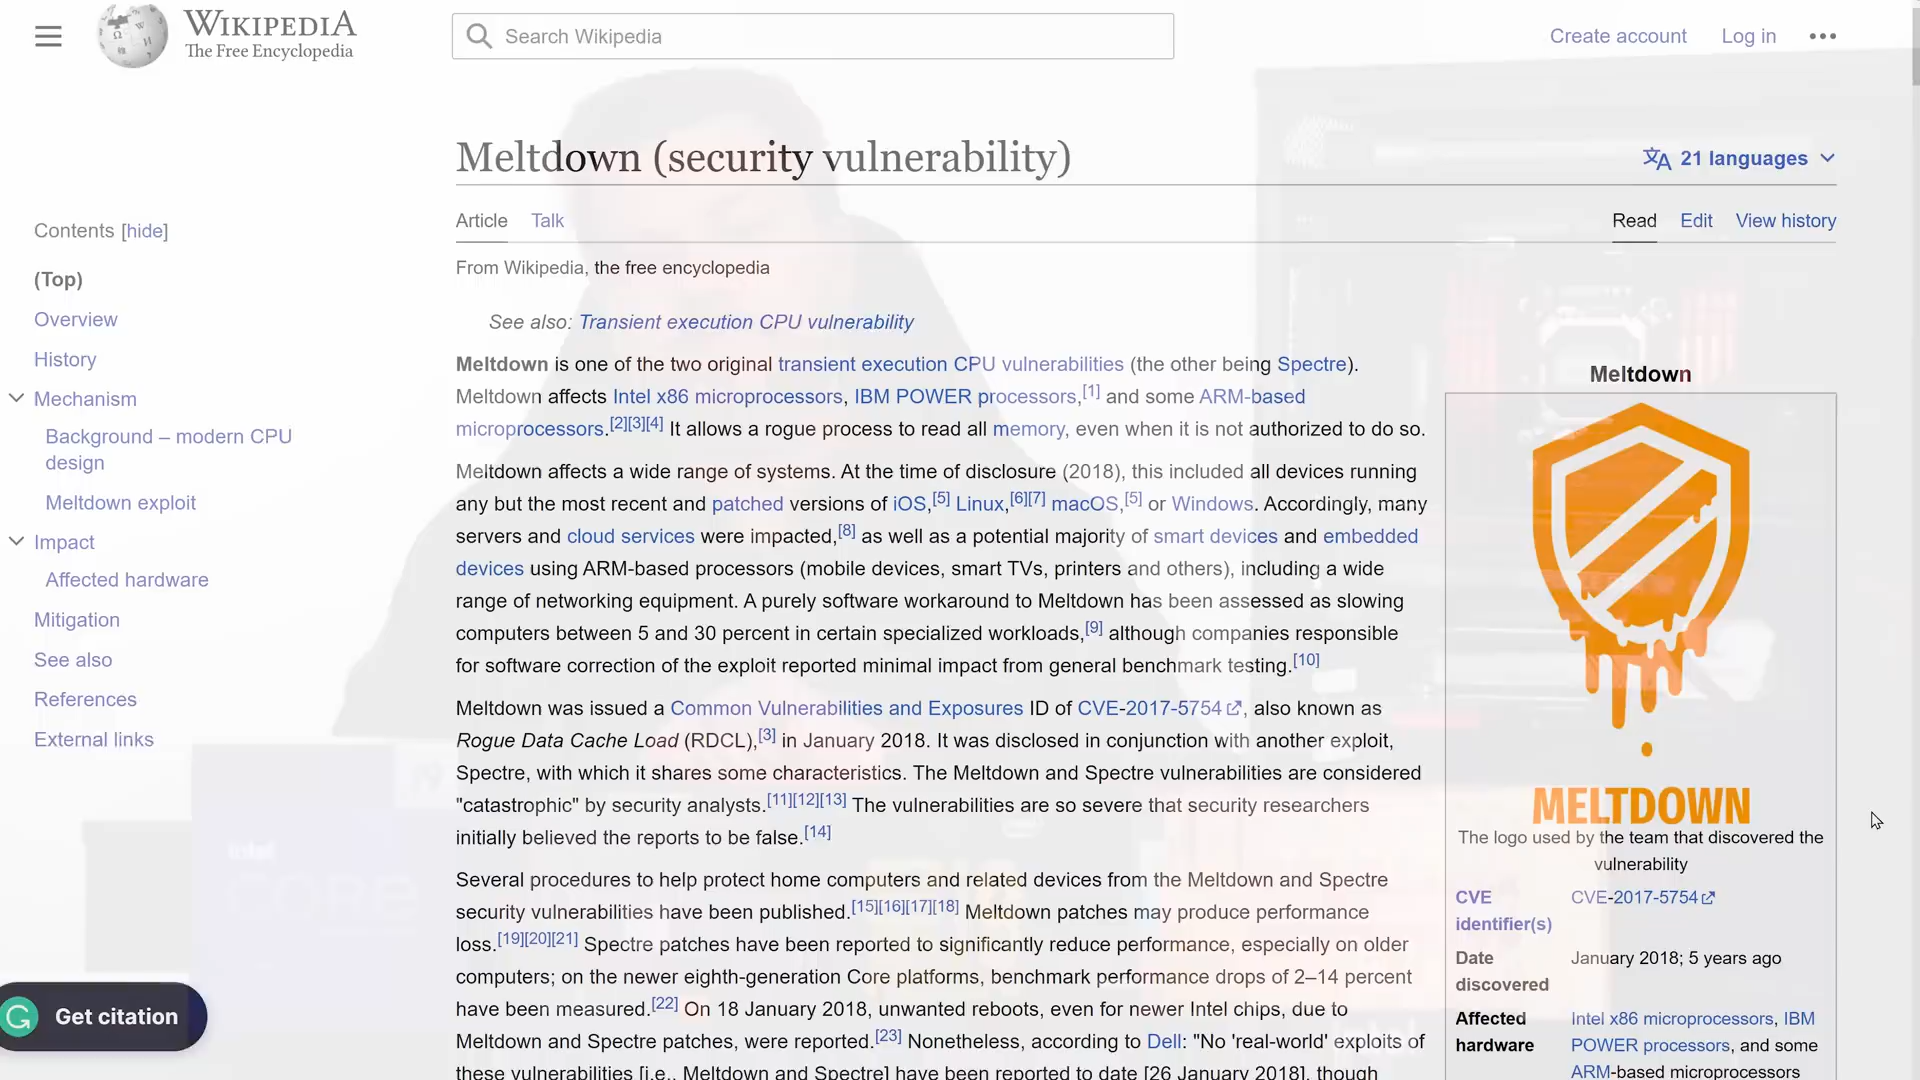 WIKIPEDIA
The Free Encyclopedia
Search Wikipedia
Create account
Log in
Meltdown (security vulnerability)
21 languages
Article
Talk
Read
Edit
View history
Contents [hide]
(Top)
Overview
History
Mechanism
Background – modern CPU
design
Meltdown exploit
Impact
Affected hardware
Mitigation
See also
References
External links
From Wikipedia, the free encyclopedia
See also: Transient execution CPU vulnerability
Meltdown is one of the two original transient execution CPU vulnerabilities (the other being Spectre).
Meltdown affects Intel x86 microprocessors, IBM POWER processors,[1] and some ARM-based
microprocessors.[2][3][4] It allows a rogue process to read all memory, even when it is not authorized to do so.
Meltdown affects a wide range of systems. At the time of disclosure (2018), this included all devices running
any but the most recent and patched versions of iOS,[5] Linux,[6][7] macOS,[5] or Windows. Accordingly, many
servers and cloud services were impacted,[8] as well as a potential majority of smart devices and embedded
devices using ARM-based processors (mobile devices, smart TVs, printers and others), including a wide
range of networking equipment. A purely software workaround to Meltdown has been assessed as slowing
computers between 5 and 30 percent in certain specialized workloads,[9] although companies responsible
for software correction of the exploit reported minimal impact from general benchmark testing.[10]
Meltdown was issued a Common Vulnerabilities and Exposures ID of CVE-2017-5754, also known as
Rogue Data Cache Load (RDCL),[3] in January 2018. It was disclosed in conjunction with another exploit,
Spectre, with which it shares some characteristics. The Meltdown and Spectre vulnerabilities are considered
"catastrophic" by security analysts.[11][12][13] The vulnerabilities are so severe that security researchers
initially believed the reports to be false.[14]
Several procedures to help protect home computers and related devices from the Meltdown and Spectre
security vulnerabilities have been published.[15][16][17][18] Meltdown patches may produce performance
loss.[19][20][21] Spectre patches have been reported to significantly reduce performance, especially on older
computers; on the newer eighth-generation Core platforms, benchmark performance drops of 2–14 percent
have been measured.[22] On 18 January 2018, unwanted reboots, even for newer Intel chips, due to
Meltdown and Spectre patches, were reported.[23] Nonetheless, according to Dell: "No 'real-world' exploits of
these vulnerabilities [i.e., Meltdown and Spectre] have been reported to date [26 January 2018], though
Meltdown
MELTDOWN
The logo used by the team that discovered the
vulnerability
CVE
identifier(s)
CVE-2017-5754
Date
discovered
January 2018; 5 years ago
Affected
hardware
Intel x86 microprocessors, IBM
POWER processors, and some
ARM-based microprocessors
Get citation
intel
CORE
i9